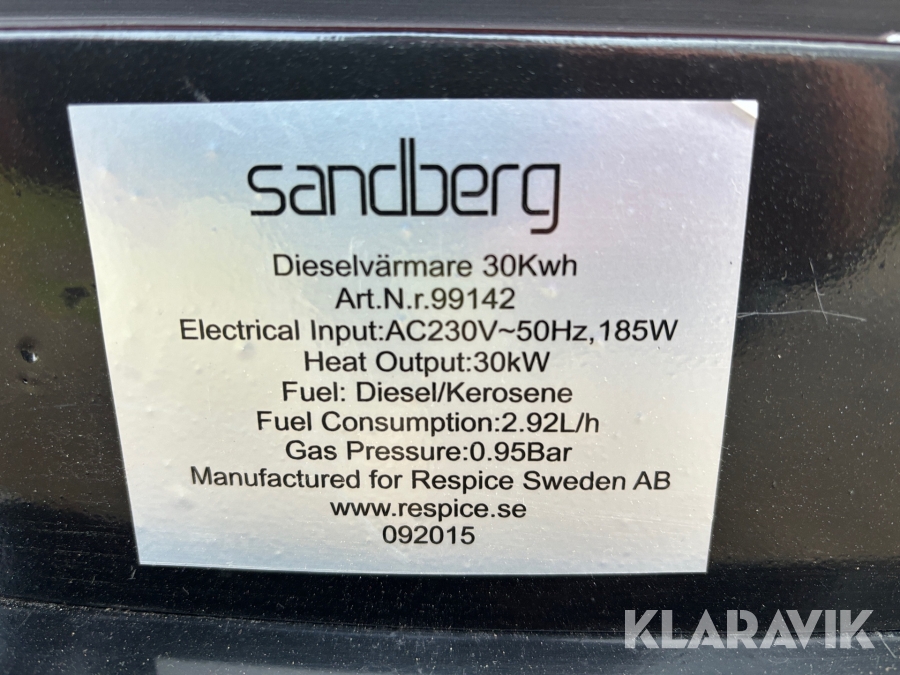 sandberg
Dieselvärmare 30Kwh
Art.N.r.99142
Electrical Input:AC230V~50Hz,185W
Heat Output:30kW
Fuel: Diesel/Kerosene
Fuel Consumption:2.92L/h
Gas Pressure:0.95Bar
Manufactured for Respice Sweden AB
www.respice.se
092015
KLARAVIK